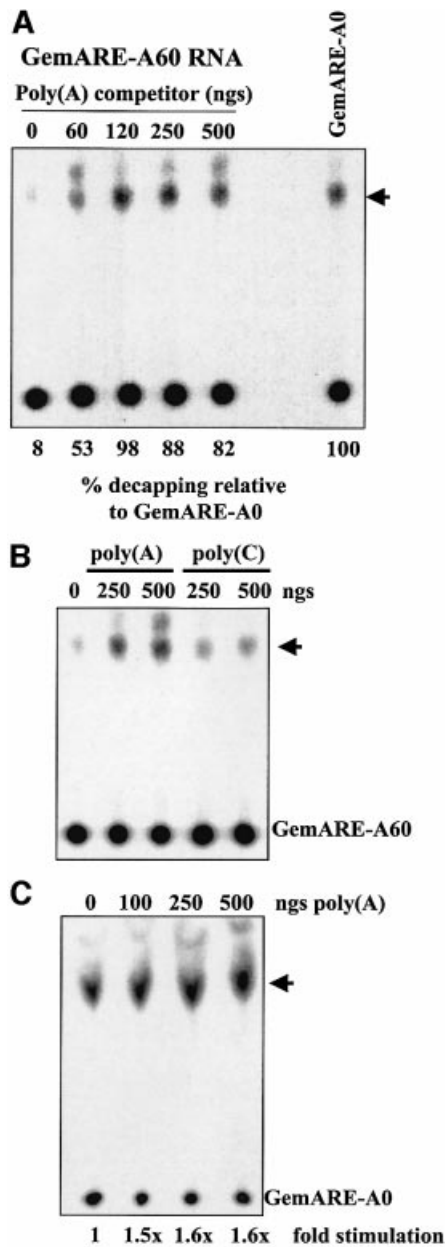 A
GemARE-A60 RNA
Poly(A) competitor (ngs)
0 60 120 250 500
GemARE-A0
8 53 98 88 82 100
% decapping relative
to GemARE-A0
B
poly(A) poly(C)
0 250 500 250 500 ngs
GemARE-A60
C
0 100 250 500 ngs poly(A)
GemARE-A0
1 1.5x 1.6x 1.6x fold stimulation